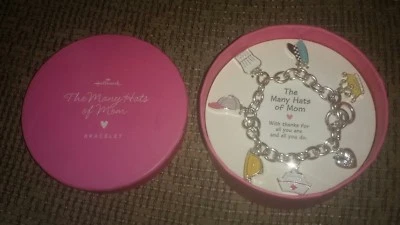 Hallmark
The Many Hats
of Mom
BRACELET
The
Many Hats
of Mom
With thanks for
all you are
and all you do.